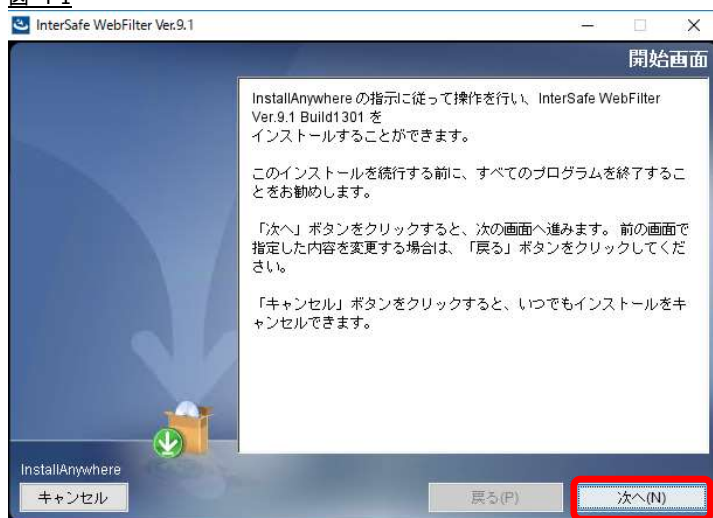 InterSafe WebFilter Ver.9.1
開始画面
InstallAnywhere の指示に従って操作を行い、InterSafe WebFilter
Ver.9.1 Build1301 を
インストールすることができます。
このインストールを続行する前に、すべてのプログラムを終了するこ
とをお勧めします。
「次へ」ボタンをクリックすると、次の画面へ進みます。 前の画面で
指定した内容を変更する場合は、「戻る」ボタンをクリックしてくだ
さい。
「キャンセル」ボタンをクリックすると、いつでもインストールをキ
ャンセルできます。
InstallAnywhere
キャンセル
戻る(P)
次へ(N)